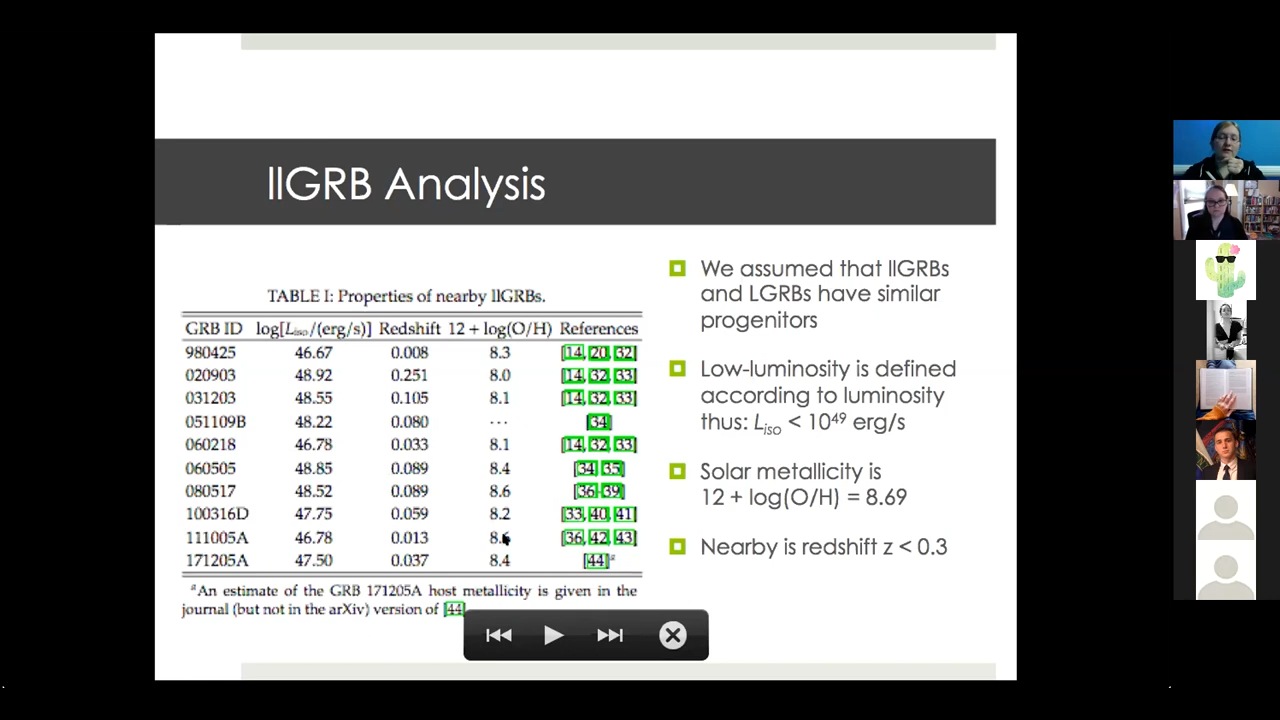 llGRB Analysis
TABLE I: Properties of nearby llGRBs.
GRB ID log[Liso/(erg/s)] Redshift 12 + log(O/H) References
980425 46.67 0.008 8.3 [14, 20, 32]
020903 48.92 0.251 8.0 [14, 32, 33]
031203 48.55 0.105 8.1 [14, 32, 33]
051109B 48.22 0.080 ··· [34]
060218 46.78 0.033 8.1 [14, 32, 33]
060505 48.85 0.089 8.4 [34, 35]
080517 48.52 0.089 8.6 [36–39]
100316D 47.75 0.059 8.2 [33, 40, 41]
111005A 46.78 0.013 [36, 42, 43]
171205A 47.50 0.037 8.4 [44]a
aAn estimate of the GRB 171205A host metallicity is given in the
journal (but not in the arXiv) version of [44]
We assumed that llGRBs
and LGRBs have similar
progenitors
Low-luminosity is defined
according to luminosity
thus: Liso < 10⁴⁹ erg/s
Solar metallicity is
12 + log(O/H) = 8.69
Nearby is redshift z < 0.3